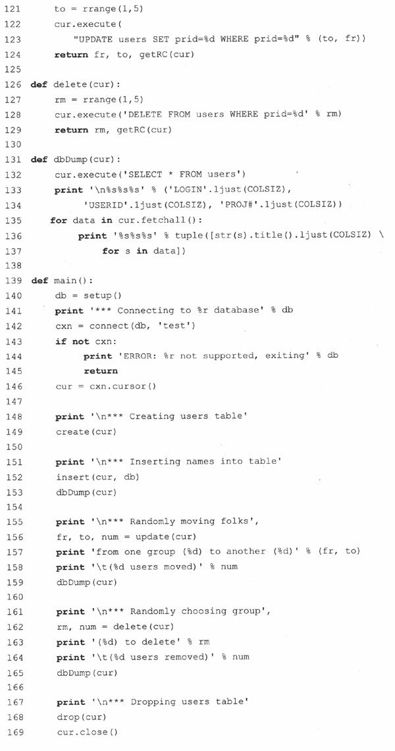 121 to = rrange(1,5)
122 cur.execute(
123 "UPDATE users SET prid=%d WHERE prid=%d" % (to, fr))
124 return fr, to, getRC(cur)
125
126 def delete(cur):
127 rm = rrange(1,5)
128 cur.execute('DELETE FROM users WHERE prid=%d' % rm)
129 return rm, getRC(cur)
130
131 def dbDump(cur):
132 cur.execute('SELECT * FROM users')
133 print '\n%s%s%s' % ('LOGIN'.ljust(COLSIZ),
134 'USERID'.ljust(COLSIZ), 'PROJ#'.ljust(COLSIZ))
135 for data in cur.fetchall():
136 print '%s%s%s' % tuple([str(s).title().ljust(COLSIZ) \
137 for s in data])
138
139 def main():
140 db = setup()
141 print '*** Connecting to %r database' % db
142 cxn = connect(db, 'test')
143 if not cxn:
144 print 'ERROR: %r not supported, exiting' % db
145 return
146 cur = cxn.cursor()
147
148 print '\n*** Creating users table'
149 create(cur)
150
151 print '\n*** Inserting names into table'
152 insert(cur, db)
153 dbDump(cur)
154
155 print '\n*** Randomly moving folks',
156 fr, to, num = update(cur)
157 print 'from one group (%d) to another (%d)' % (fr, to)
158 print '\t(%d users moved)' % num
159 dbDump(cur)
160
161 print '\n*** Randomly choosing group',
162 rm, num = delete(cur)
163 print '(%d) to delete' % rm
164 print '\t(%d users removed)' % num
165 dbDump(cur)
166
167 print '\n*** Dropping users table'
168 drop(cur)
169 cur.close()